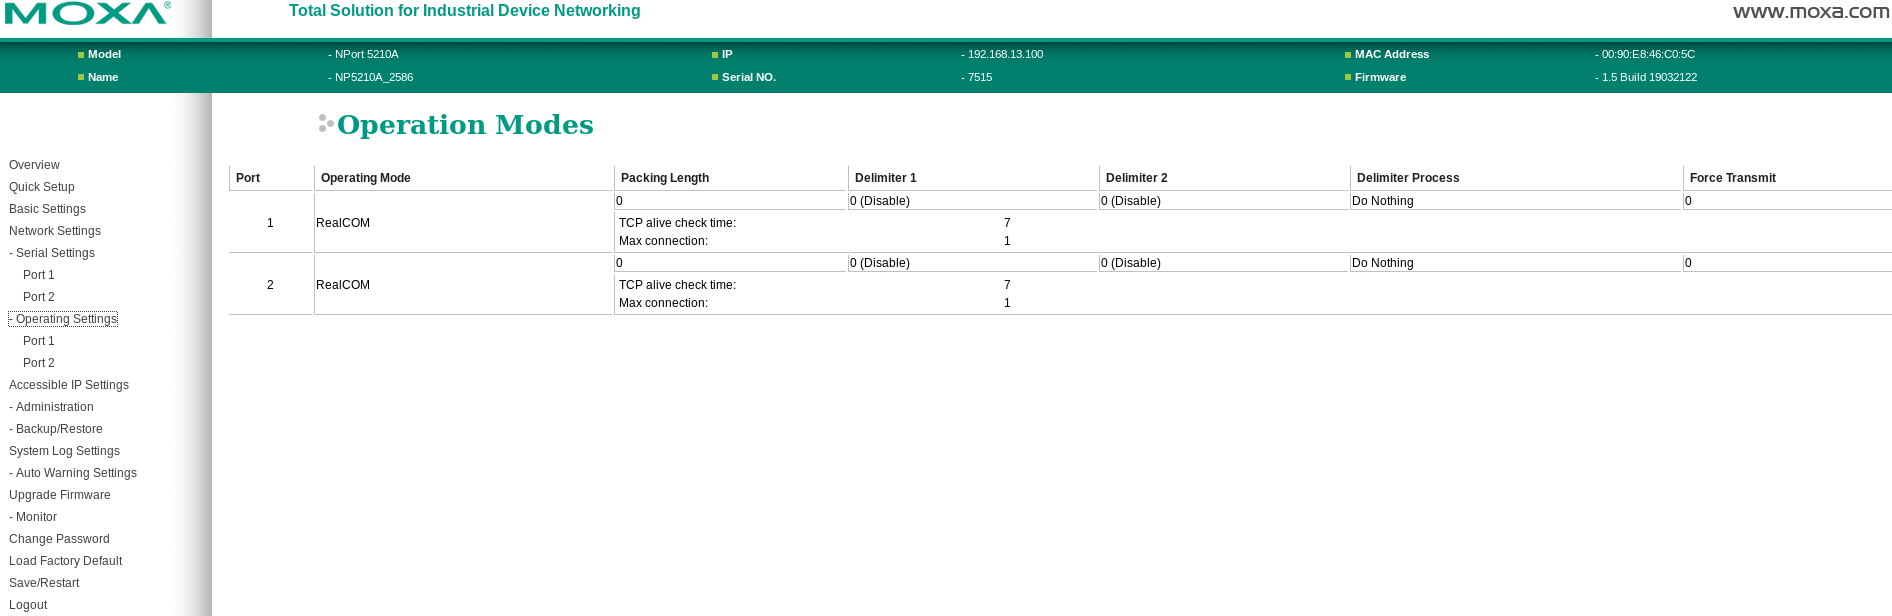 MOXA®
Total Solution for Industrial Device Networking
www.moxa.com
Model - NPort 5210A IP - 192.168.13.100 MAC Address - 00:90:E8:46:C0:5C
Name - NP5210A_2586 Serial NO. - 7515 Firmware - 1.5 Build 19032122
Overview
Quick Setup
Basic Settings
Network Settings
- Serial Settings
Port 1
Port 2
- Operating Settings
Port 1
Port 2
Accessible IP Settings
- Administration
- Backup/Restore
System Log Settings
- Auto Warning Settings
Upgrade Firmware
- Monitor
Change Password
Load Factory Default
Save/Restart
Logout
Operation Modes
Port Operating Mode Packing Length Delimiter 1 Delimiter 2 Delimiter Process Force Transmit
0 0 (Disable) 0 (Disable) Do Nothing 0
1 RealCOM TCP alive check time: 7
Max connection: 1
0 0 (Disable) 0 (Disable) Do Nothing 0
2 RealCOM TCP alive check time: 7
Max connection: 1